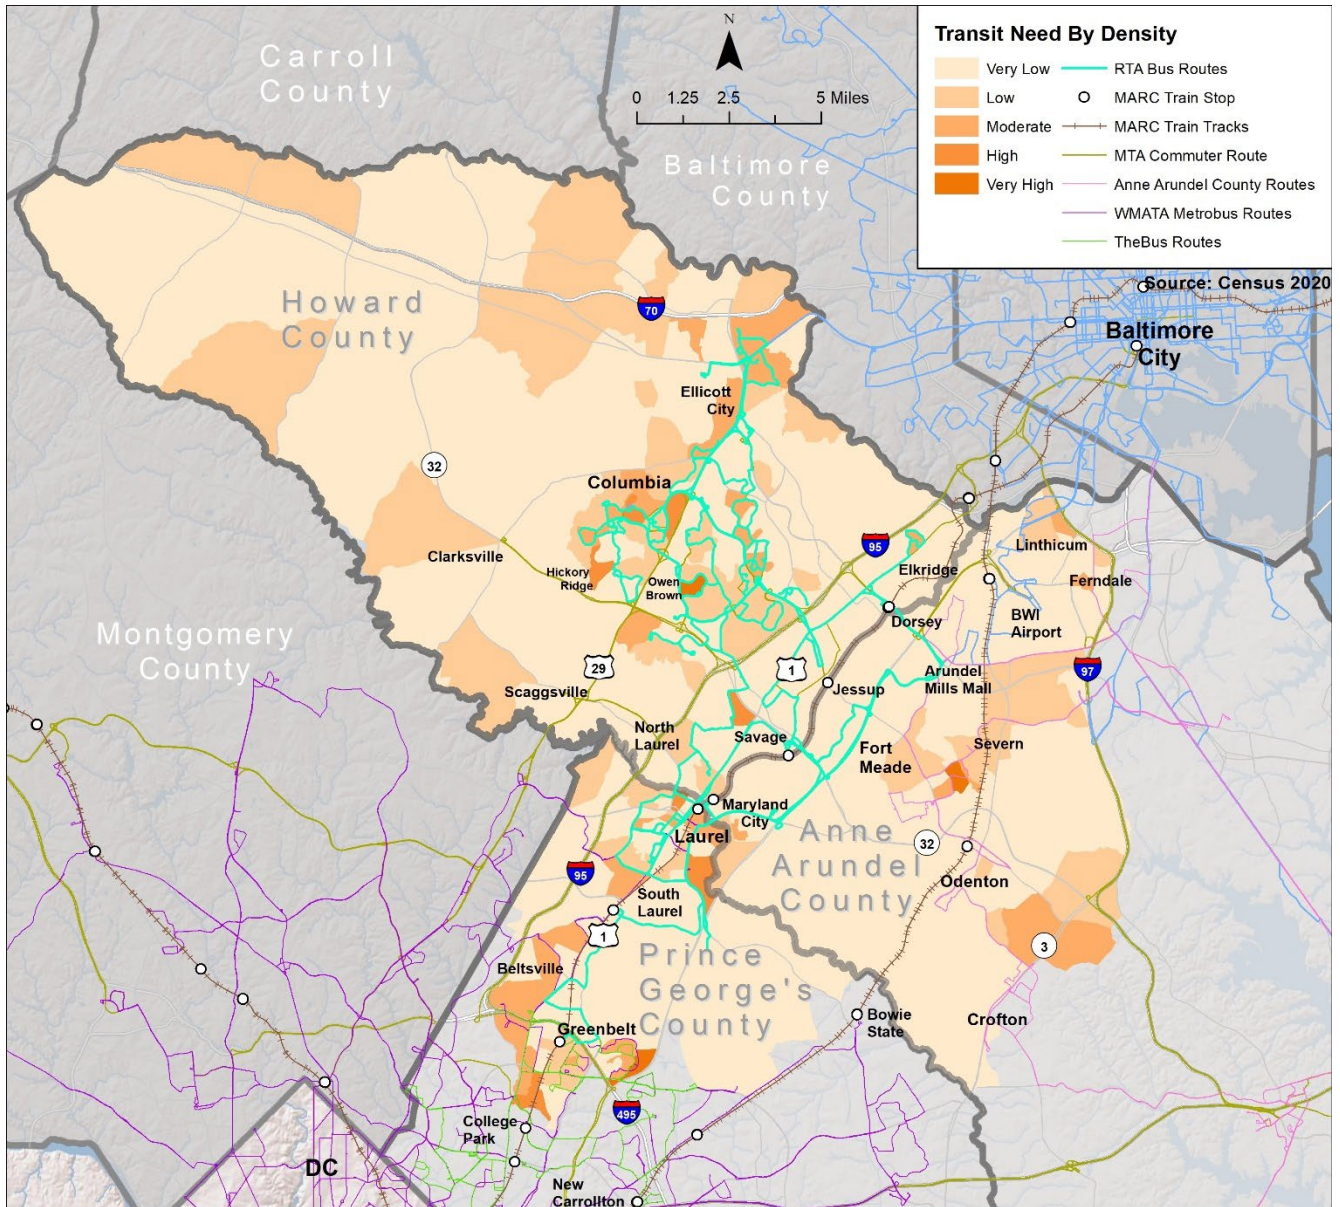 Carroll
County
N
0 1.25 2.5 5 Miles
Baltimore
County
Transit Need By Density
Very Low
Low
Moderate
High
Very High
RTA Bus Routes
MARC Train Stop
MARC Train Tracks
MTA Commuter Route
Anne Arundel County Routes
WMATA Metrobus Routes
TheBus Routes
Source: Census 2020
Baltimore
City
Howard
County
70
Ellicott
City
32
Columbia
Clarksville
Hickory
Ridge
Owen
Brown
95
Elkridge
Linthicum
Ferndale
Dorsey
BWI
Airport
Montgomery
County
29
1
Jessup
Arundel
Mills Mall
97
Scaggsville
North
Laurel
Savage
Fort
Meade
Severn
Maryland
City
Laurel
Anne
Arundel
County
32
95
Odenton
South
Laurel
1
3
Beltsville
Prince
George's
County
Bowie
State
Crofton
Greenbelt
495
College
Park
DC
New
Carrollton